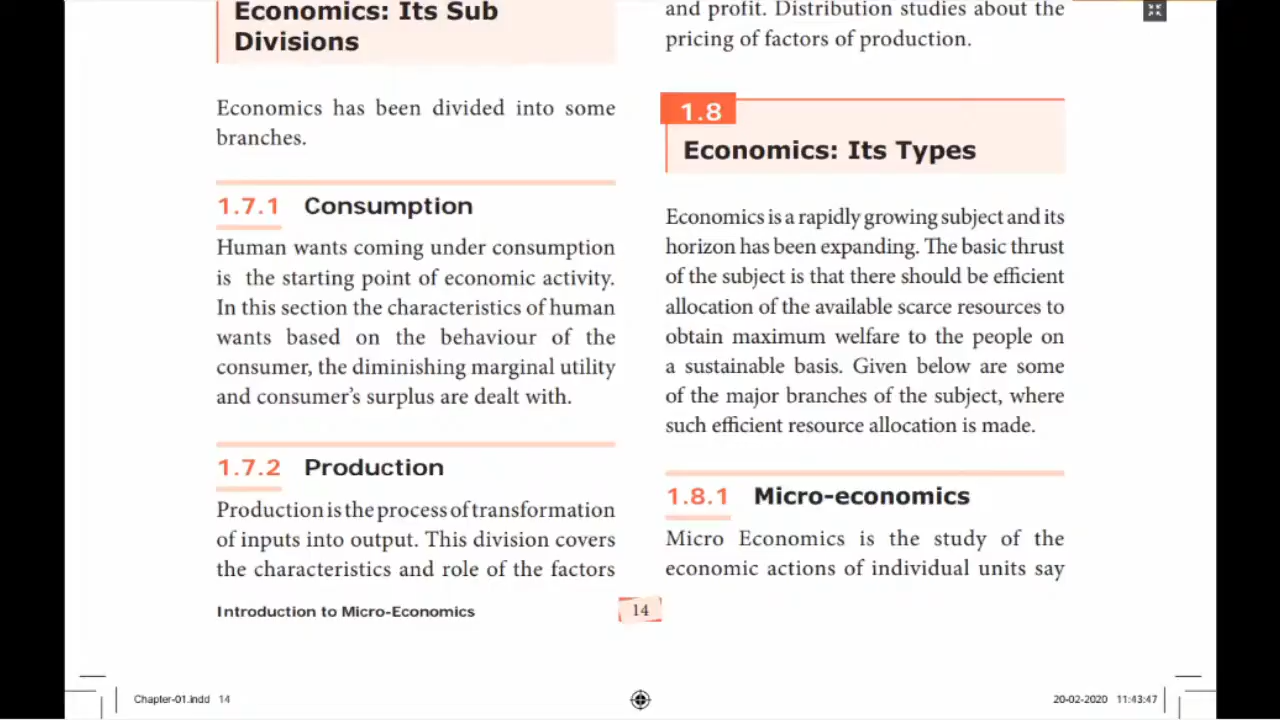 Economics: Its Sub
Divisions
Economics has been divided into some
branches.
1.7.1 Consumption
Human wants coming under consumption
is the starting point of economic activity.
In this section the characteristics of human
wants based on the behaviour of the
consumer, the diminishing marginal utility
and consumer's surplus are dealt with.
1.7.2 Production
Production is the process of transformation
of inputs into output. This division covers
the characteristics and role of the factors
and profit. Distribution studies about the
pricing of factors of production.
1.8
Economics: Its Types
Economics is a rapidly growing subject and its
horizon has been expanding. The basic thrust
of the subject is that there should be efficient
allocation of the available scarce resources to
obtain maximum welfare to the people on
a sustainable basis. Given below are some
of the major branches of the subject, where
such efficient resource allocation is made.
1.8.1 Micro-economics
Micro Economics is the study of the
economic actions of individual units say
Introduction to Micro-Economics
14
Chapter-01.indd 14
20-02-2020 11:43:47